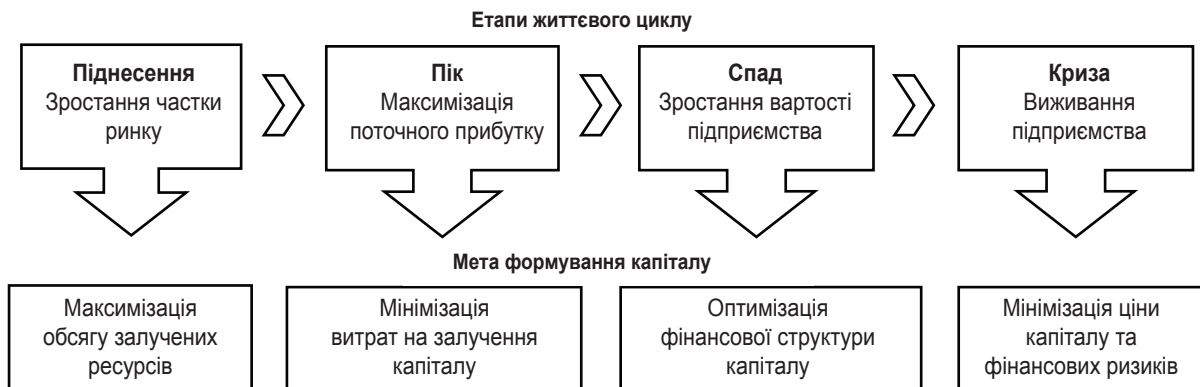 Етапи життєвого циклу
Піднесення
Зростання частки
ринку
Пік
Максимізація
поточного прибутку
Спад
Зростання вартості
підприємства
Криза
Виживання
підприємства
Мета формування капіталу
Максимізація
обсягу залучених
ресурсів
Мінімізація
витрат на залучення
капіталу
Оптимізація
фінансової структури
капіталу
Мінімізація ціни
капіталу та
фінансових ризиків